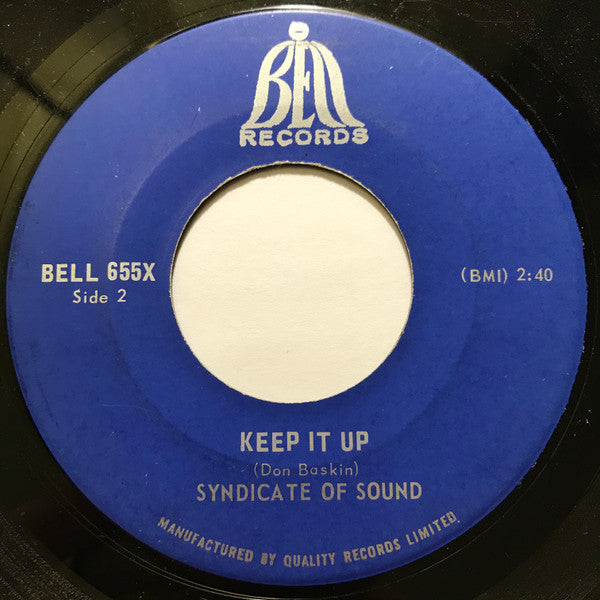 BELL
RECORDS
BELL 655X
Side 2
(BMI) 2:40
KEEP IT UP
(Don Baskin)
SYNDICATE OF SOUND
MANUFACTURED BY QUALITY RECORDS LIMITED.